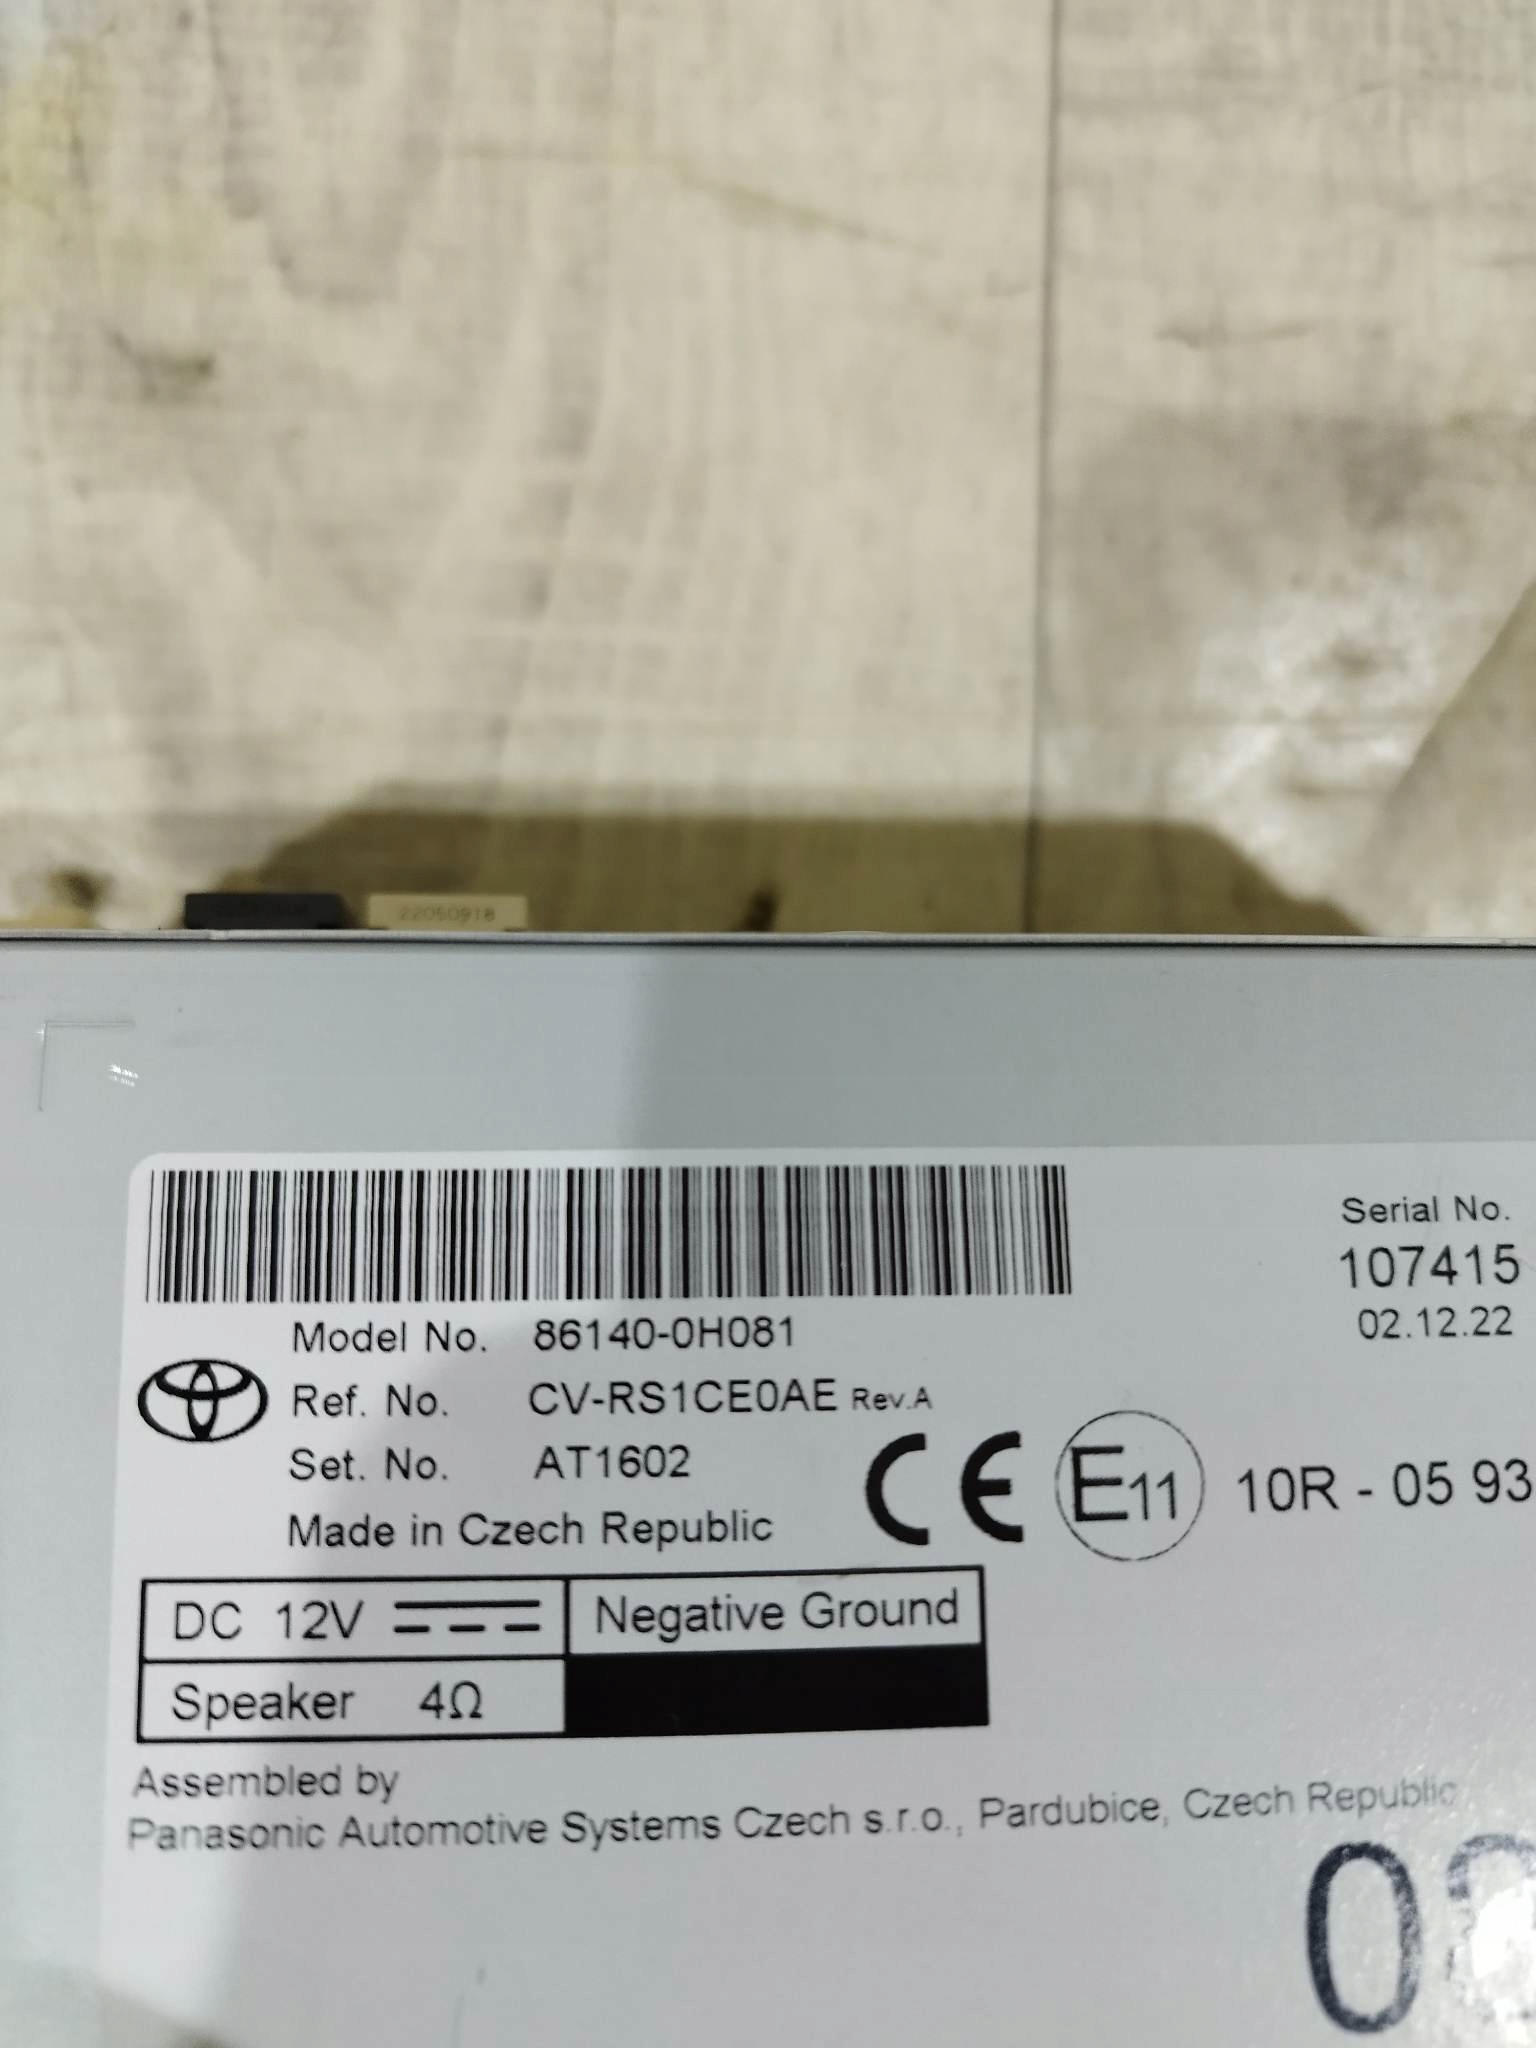 22050918
Serial No.
107415
02.12.22
Model No. 86140-0H081
Ref. No. CV-RS1CE0AE Rev.A
Set. No. AT1602
Made in Czech Republic
CE E11 10R - 05 93
DC 12V Negative Ground
Speaker 4Ω
Assembled by
Panasonic Automotive Systems Czech s.r.o., Pardubice, Czech Republic
0